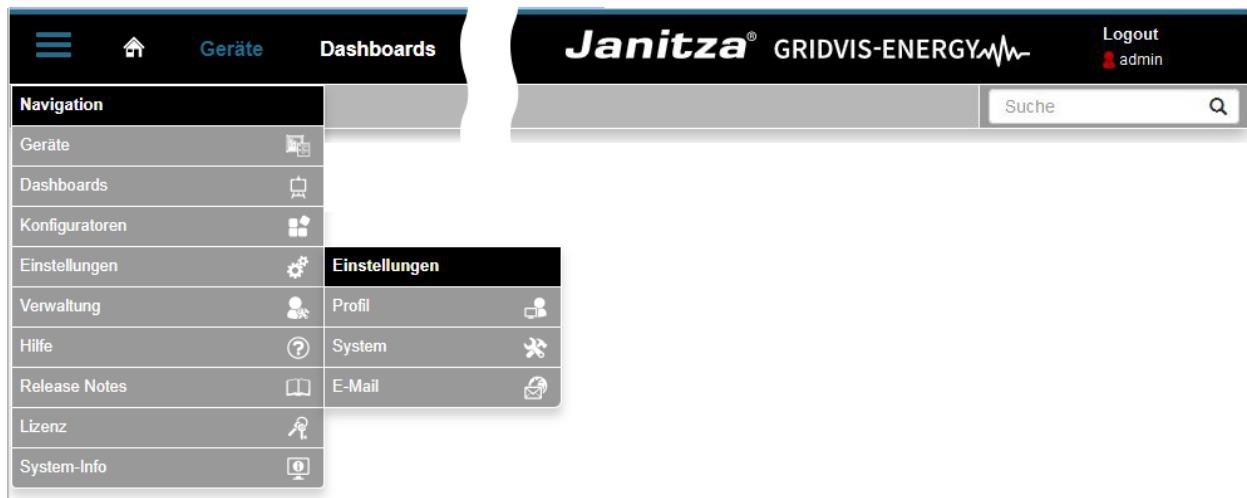 Geräte Dashboards Janitza® GRIDVIS-ENERGY Logout
admin
Navigation Suche
Geräte
Dashboards
Konfiguratoren
Einstellungen Einstellungen
Verwaltung Profil
Hilfe System
Release Notes E-Mail
Lizenz
System-Info